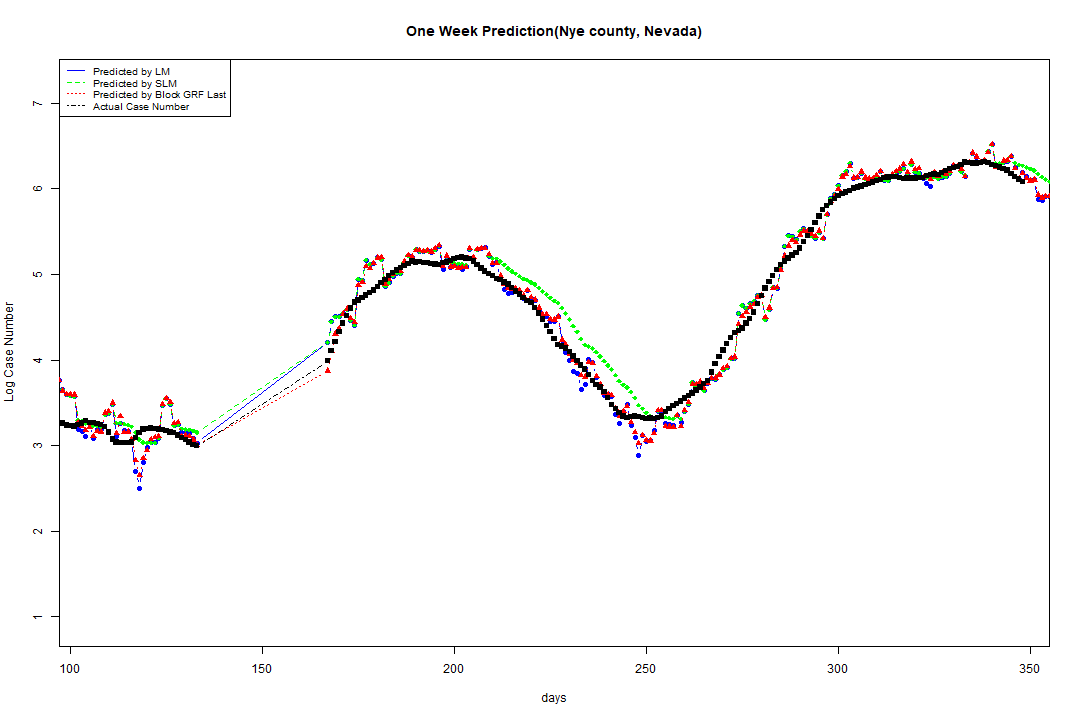 One Week Prediction(Nye county, Nevada)
Predicted by LM
Predicted by SLM
Predicted by Block GRF Last
Actual Case Number
7
6
5
4
3
2
1
Log Case Number
100 150 200 250 300 350
days